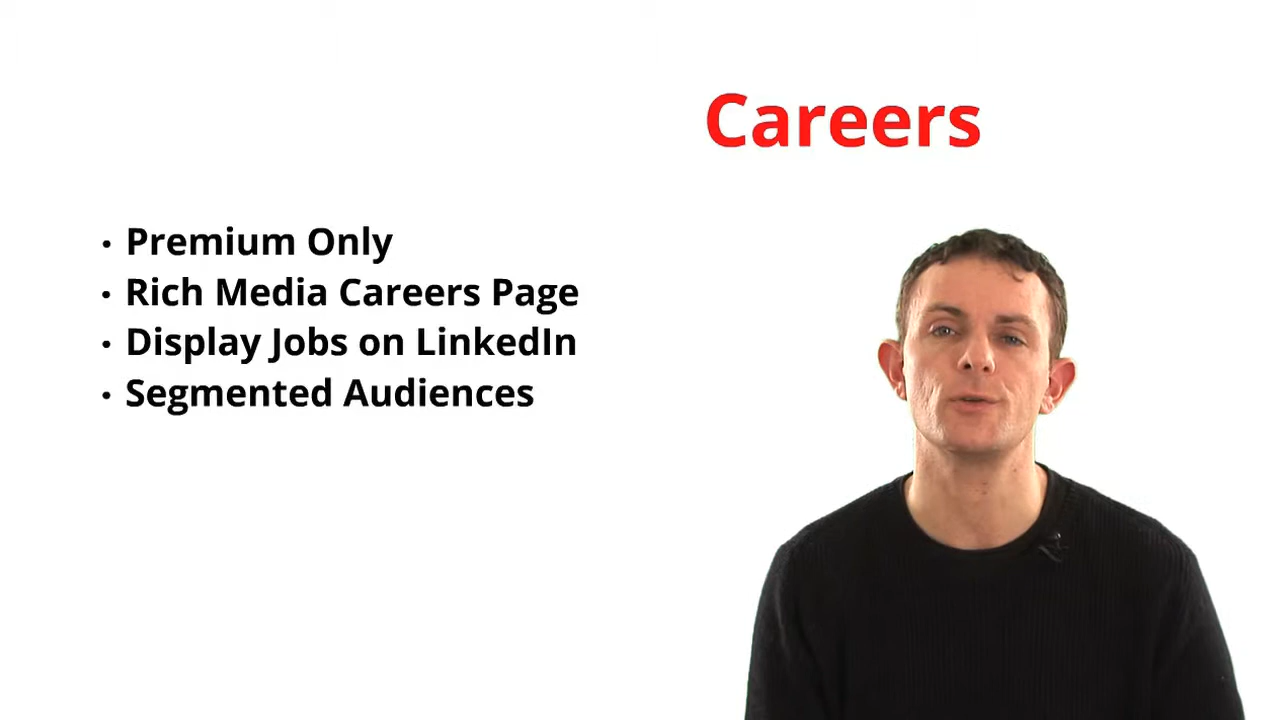 Careers
• Premium Only
• Rich Media Careers Page
• Display Jobs on LinkedIn
• Segmented Audiences